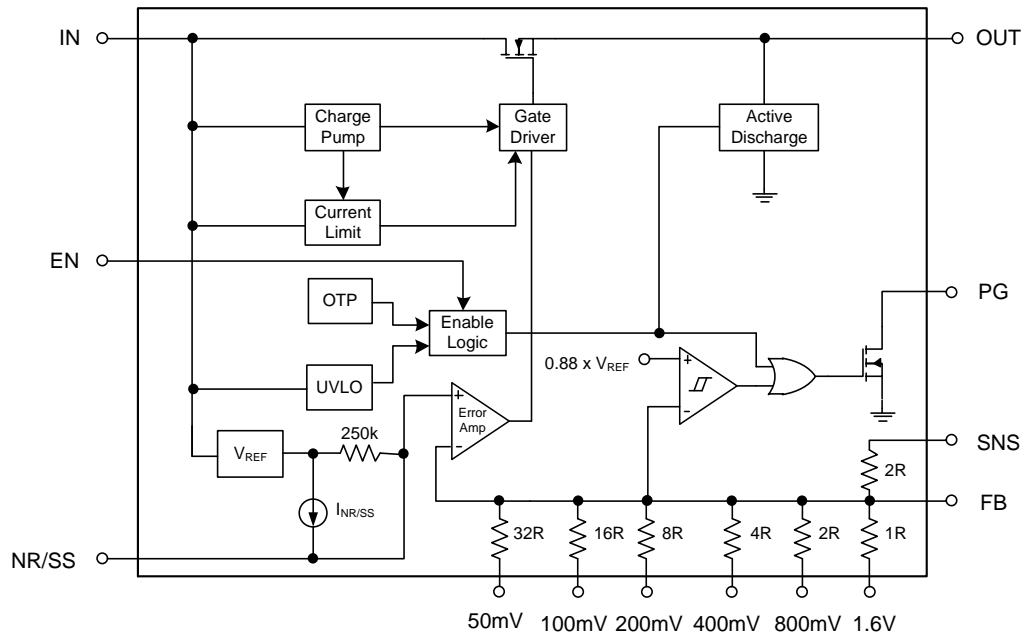 IN
OUT
Charge
Pump
Gate
Driver
Active
Discharge
Current
Limit
EN
OTP
Enable
Logic
PG
0.88 x VREF
+
-
UVLO
+
-
Error
Amp
250k
VREF
SNS
2R
INR/SS
FB
32R
16R
8R
4R
2R
1R
NR/SS
50mV
100mV
200mV
400mV
800mV
1.6V